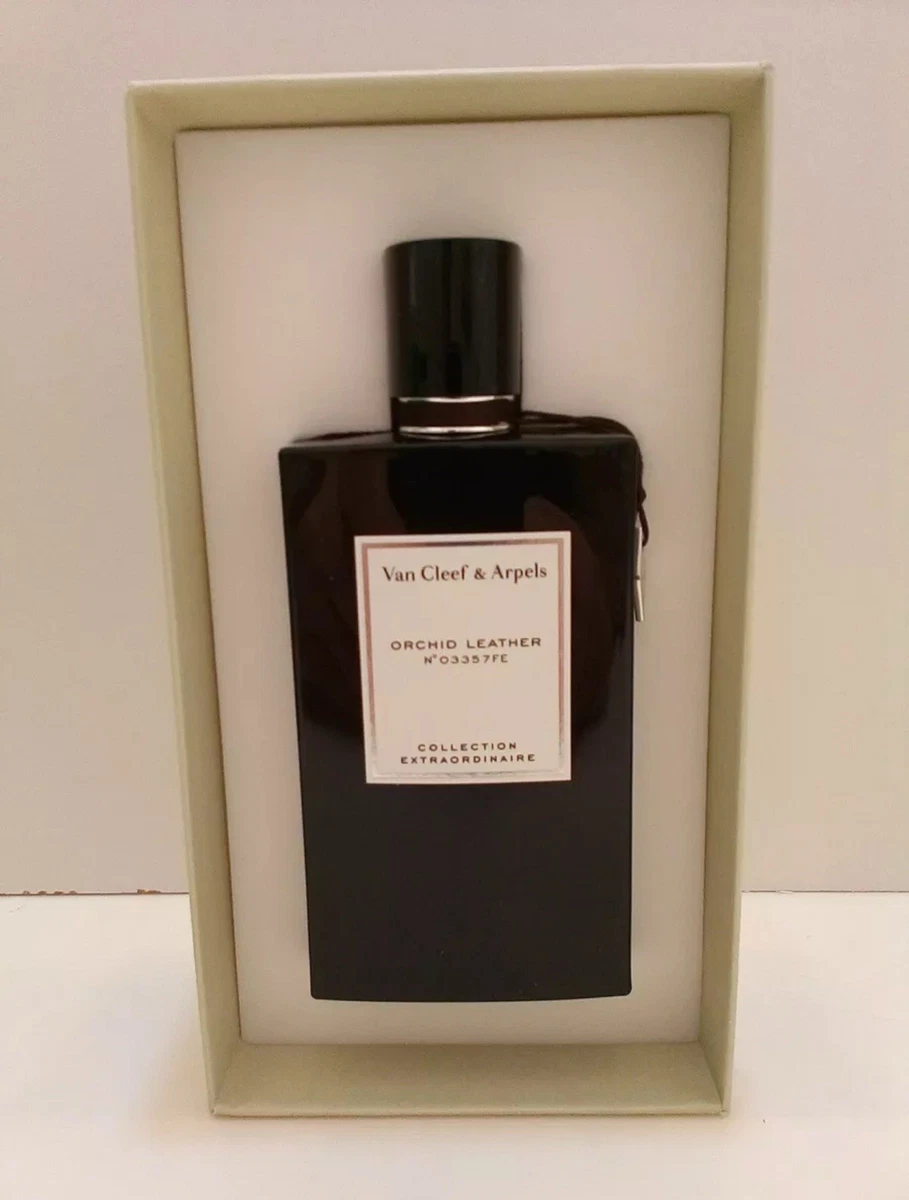 Van Cleef & Arpels
ORCHID LEATHER
N°03357FE
COLLECTION
EXTRAORDINAIRE